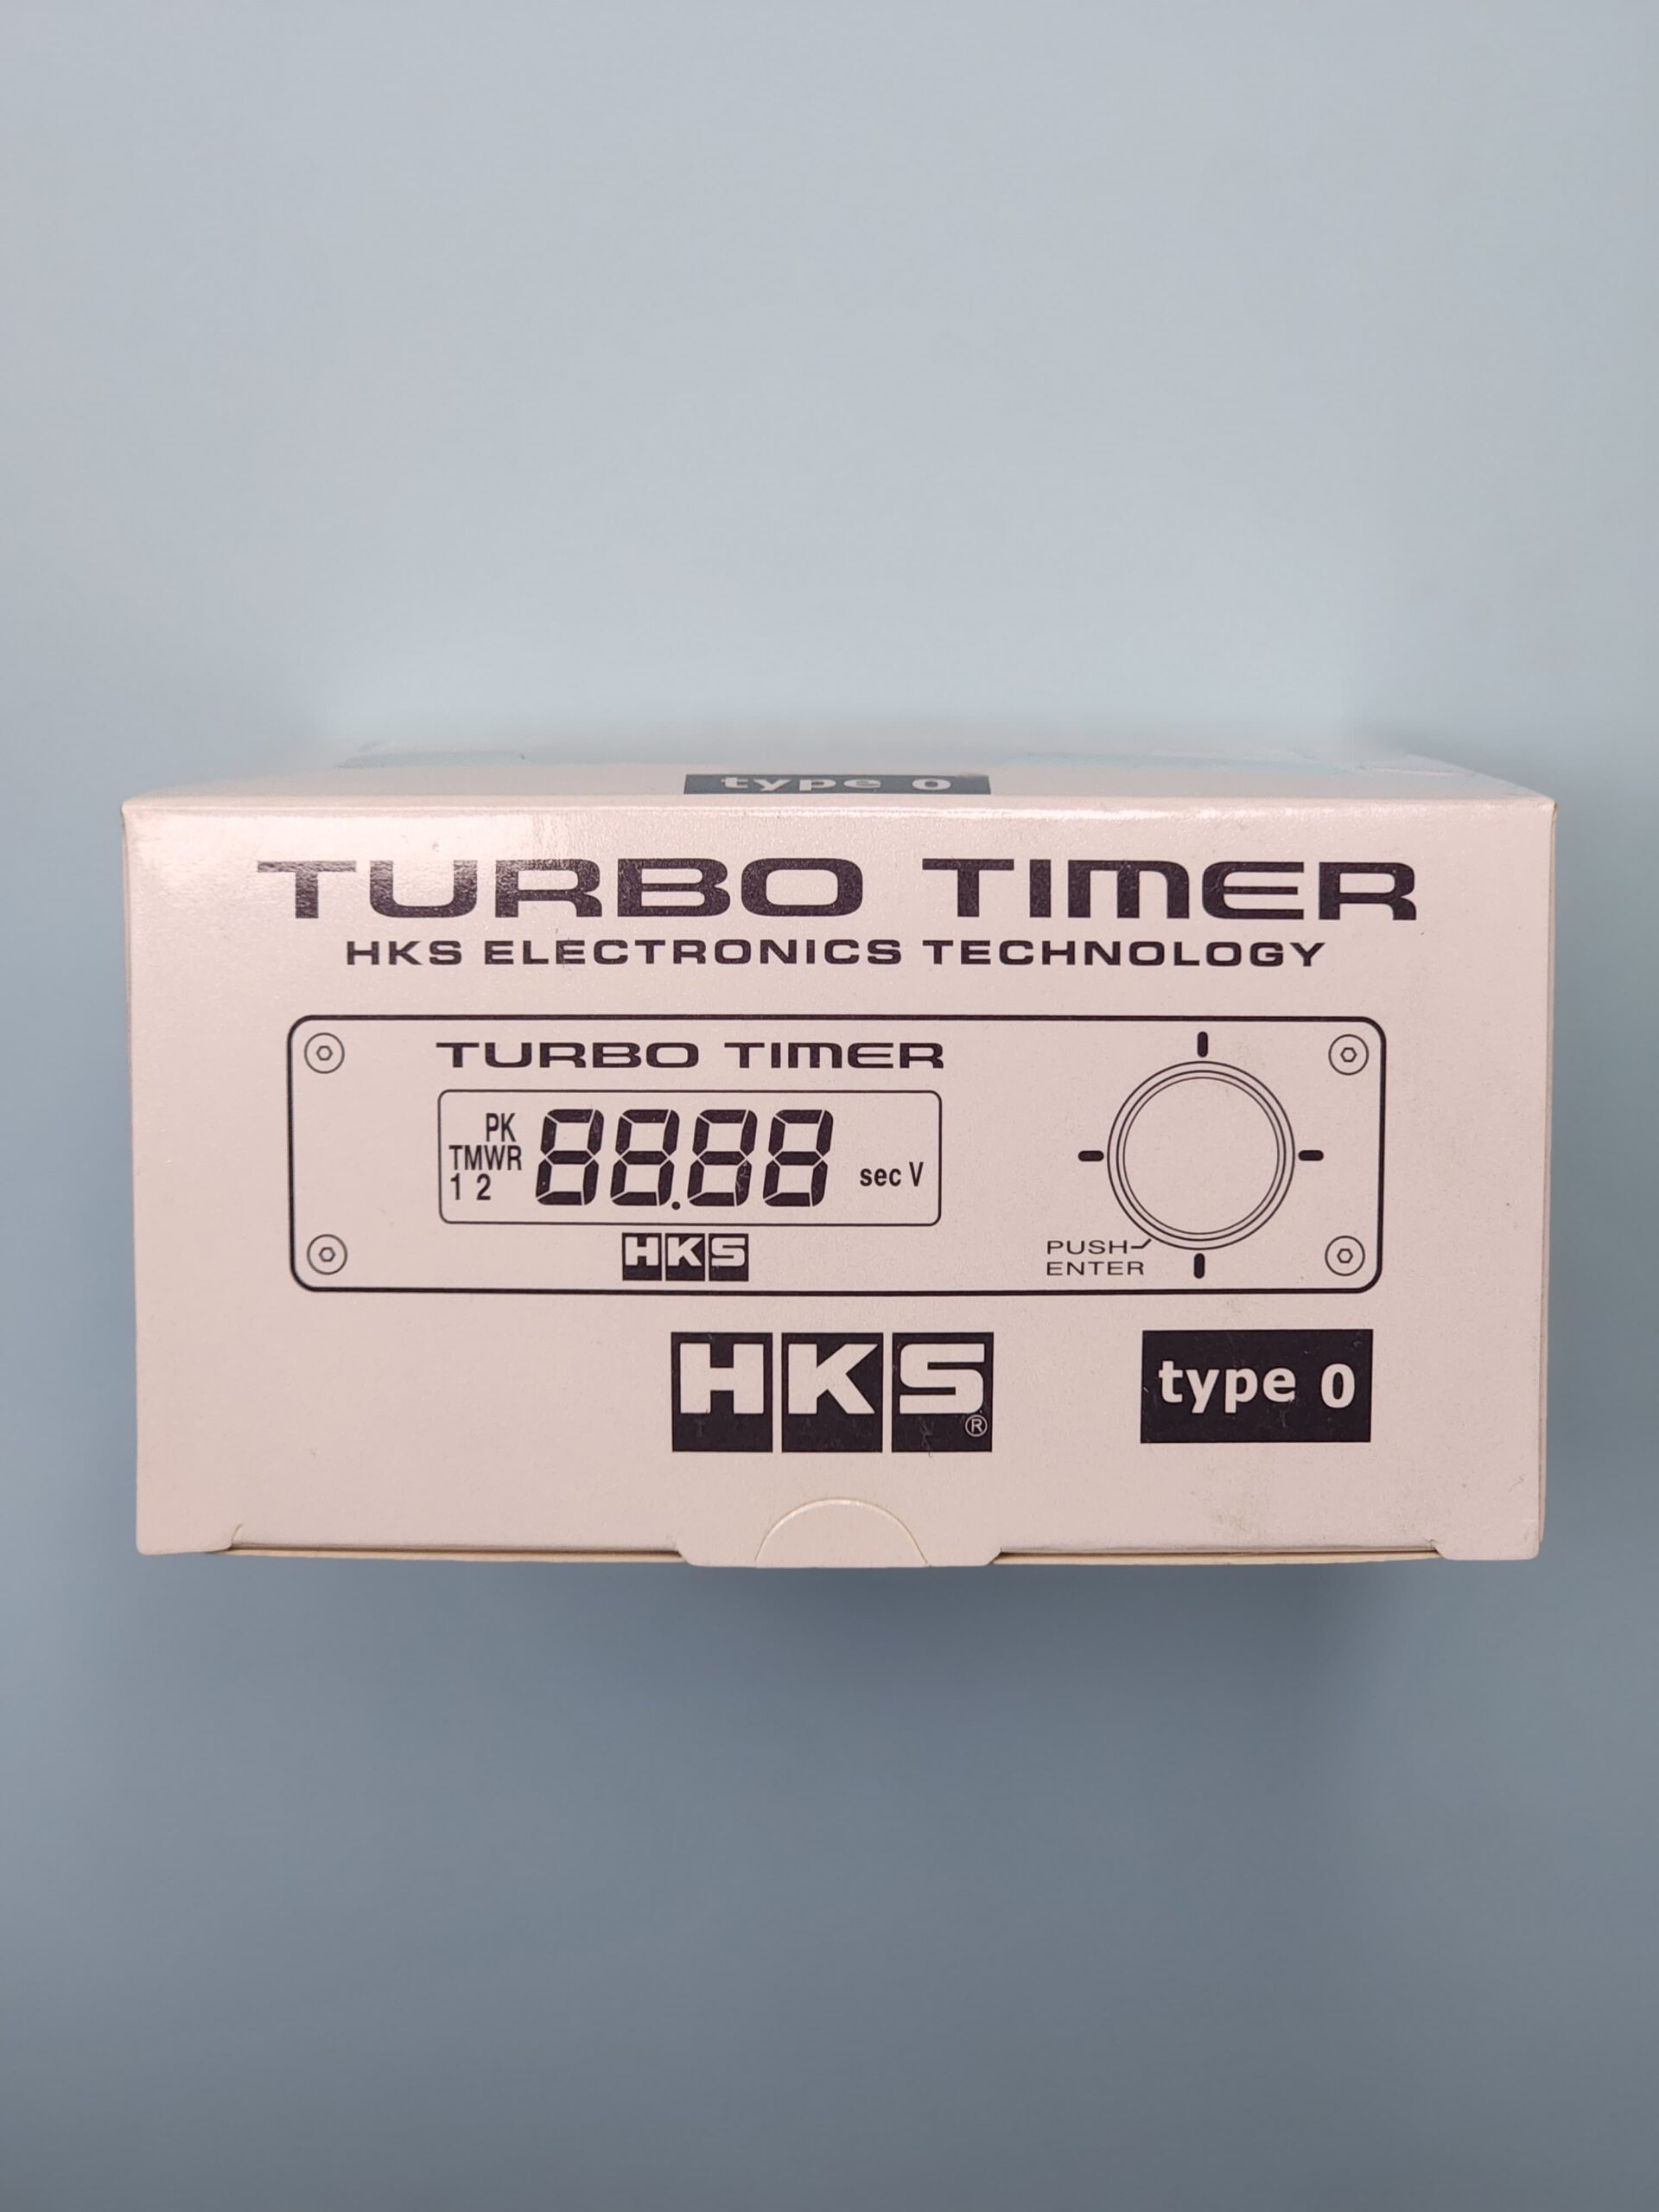 type 0
TURBO TIMER
HKS ELECTRONICS TECHNOLOGY
TURBO TIMER
PK
TMWR
1 2
88.88
sec V
HKS
PUSH
ENTER
HKS®
type 0